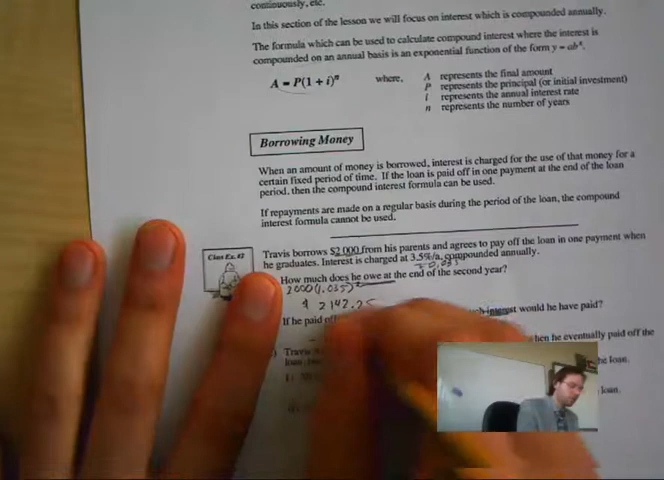 continuously, etc.
In this section of the lesson we will focus on interest which is compounded annually.
The formula which can be used to calculate compound interest where the interest is
compounded on an annual basis is an exponential function of the form y = abˣ.
A = P(1 + i)ⁿ where, A represents the final amount
P represents the principal (or initial investment)
i represents the annual interest rate
n represents the number of years
Borrowing Money
When an amount of money is borrowed, interest is charged for the use of that money for a
certain fixed period of time. If the loan is paid off in one payment at the end of the loan
period, then the compound interest formula can be used.
If repayments are made on a regular basis during the period of the loan, the compound
interest formula cannot be used.
Class Ex. #2
Travis borrows $2 000 from his parents and agrees to pay off the loan in one payment when
he graduates. Interest is charged at 3.5%/a, compounded annually.
= 0.035
How much does he owe at the end of the second year?
2000(1.035)²
2142.25
If he paid interest would he have paid?
hen he eventually paid off the
Travis
he loan.
loan.